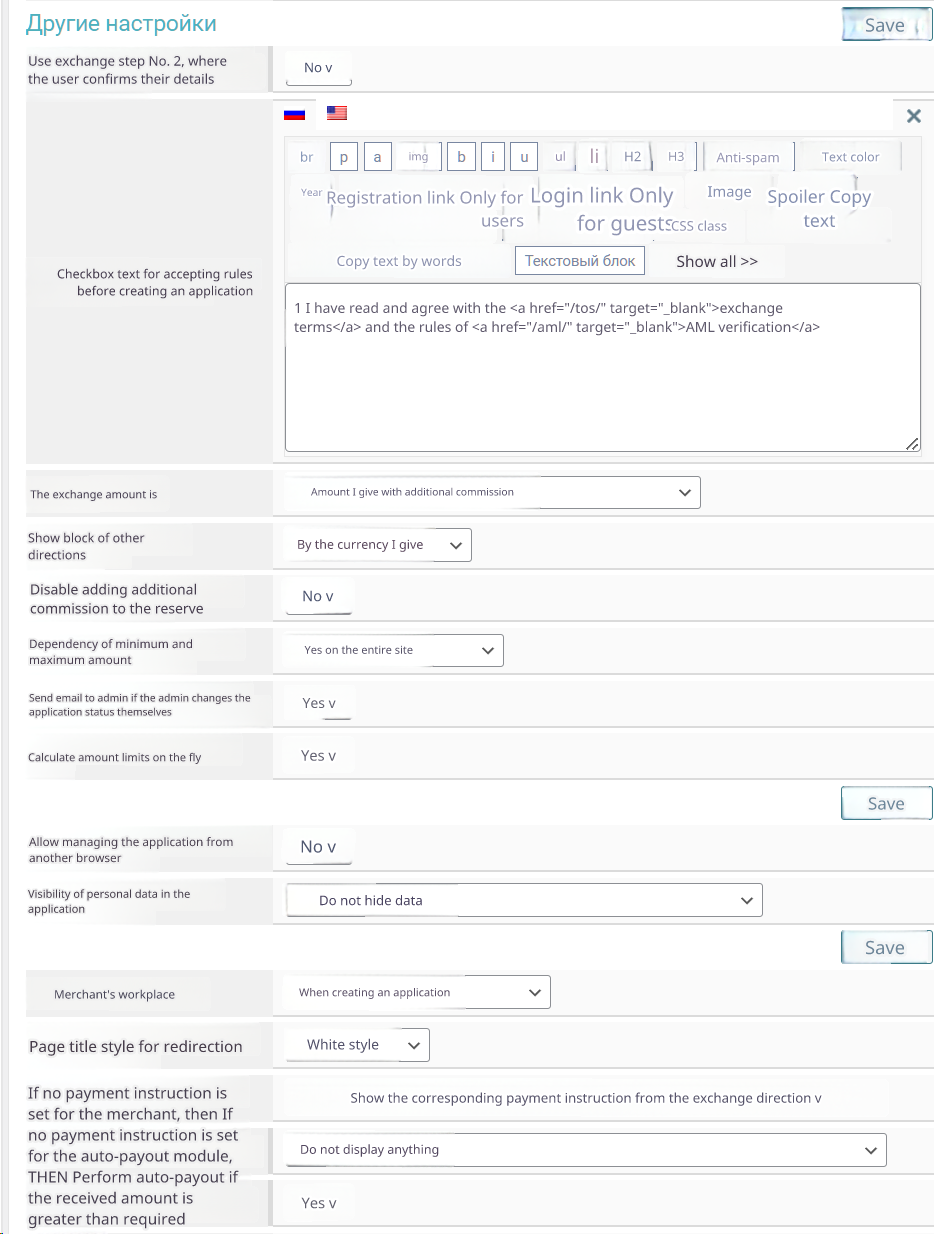 Другие настройки
Save
Use exchange step No. 2, where
the user confirms their details
No v
br p a img b i u ul li H2 H3 Anti-spam Text color
Year Registration link Only for users Login link Only for guests CSS class Image Spoiler Copy text
Copy text by words Текстовый блок Show all >>
Checkbox text for accepting rules
before creating an application
1 I have read and agree with the <a href="/tos/" target="_blank">exchange
terms</a> and the rules of <a href="/aml/" target="_blank">AML verification</a>
The exchange amount is
Amount I give with additional commission
Show block of other
directions
By the currency I give
Disable adding additional
commission to the reserve
No v
Dependency of minimum and
maximum amount
Yes on the entire site
Send email to admin if the admin changes the
application status themselves
Yes v
Calculate amount limits on the fly
Yes v
Save
Allow managing the application from
another browser
No v
Visibility of personal data in the
application
Do not hide data
Save
Merchant's workplace
When creating an application
Page title style for redirection
White style
If no payment instruction is
set for the merchant, then If
no payment instruction is set
for the auto-payout module,
THEN Perform auto-payout if
the received amount is
greater than required
Show the corresponding payment instruction from the exchange direction v
Do not display anything
Yes v